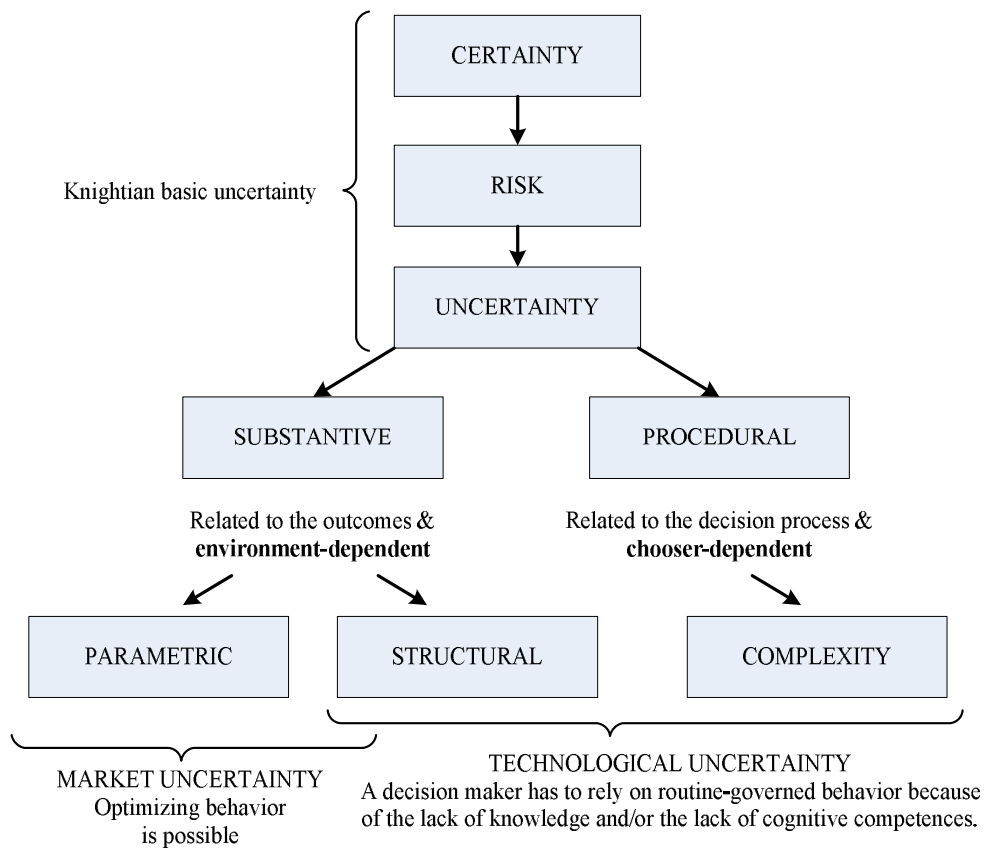 CERTAINTY
Knightian basic uncertainty
RISK
UNCERTAINTY
SUBSTANTIVE
PROCEDURAL
Related to the outcomes &
environment-dependent
Related to the decision process &
chooser-dependent
PARAMETRIC
STRUCTURAL
COMPLEXITY
MARKET UNCERTAINTY
Optimizing behavior
is possible
TECHNOLOGICAL UNCERTAINTY
A decision maker has to rely on routine-governed behavior because
of the lack of knowledge and/or the lack of cognitive competences.